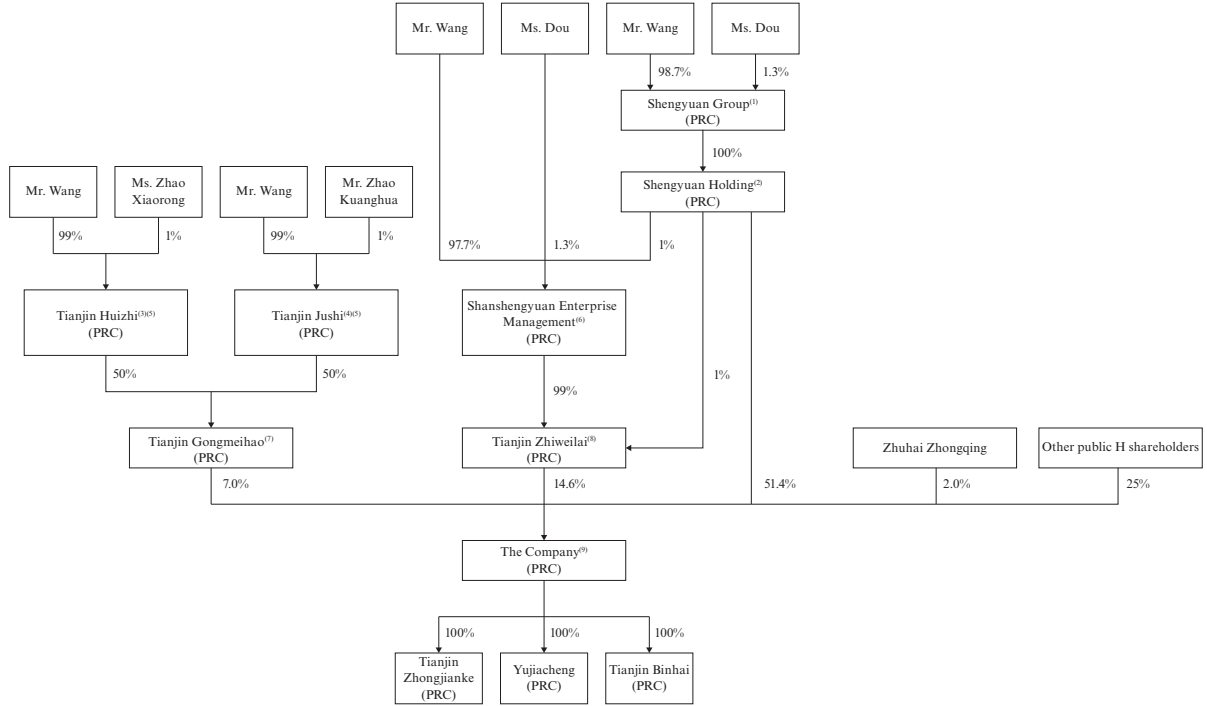 Mr. Wang
Ms. Dou
Mr. Wang
Ms. Dou
98.7%
1.3%
Shengyuan Group(1)
(PRC)
100%
Mr. Wang
Ms. Zhao
Xiaorong
Mr. Wang
Mr. Zhao
Kuanghua
Shengyuan Holding(2)
(PRC)
99%
1%
99%
1%
97.7%
1.3%
1%
Tianjin Huizhi(3)(5)
(PRC)
Tianjin Jushi(4)(5)
(PRC)
Shanshengyuan Enterprise
Management(6)
(PRC)
50%
50%
99%
1%
Tianjin Gongmeihao(7)
(PRC)
Tianjin Zhiweilai(8)
(PRC)
Zhuhai Zhongqing
Other public H shareholders
7.0%
14.6%
51.4%
2.0%
25%
The Company(9)
(PRC)
100%
100%
100%
Tianjin
Zhongjianke
(PRC)
Yujiacheng
(PRC)
Tianjin Binhai
(PRC)